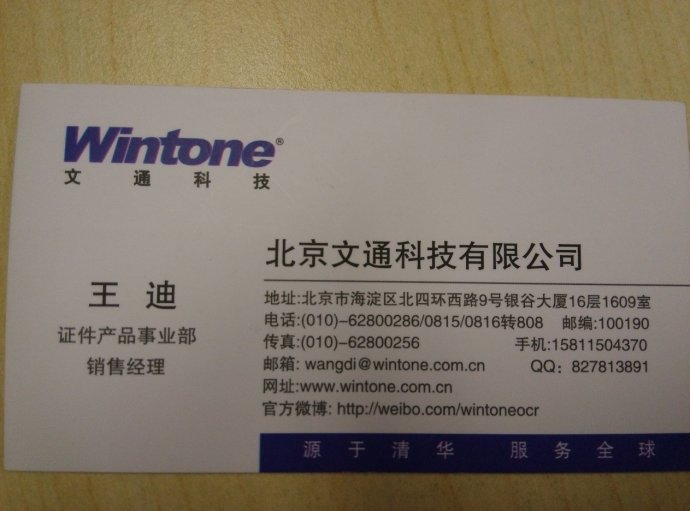 Wintone®
文通科技
北京文通科技有限公司
王迪
证件产品事业部
销售经理
地址:北京市海淀区北四环西路9号银谷大厦16层1609室
电话:(010)-62800286/0815/0816转808 邮编:100190
传真:(010)-62800256 手机:15811504370
邮箱: wangdi@wintone.com.cn QQ：827813891
网址:www.wintone.com.cn
官方微博: http://weibo.com/wintoneocr
源于清华 服务全球